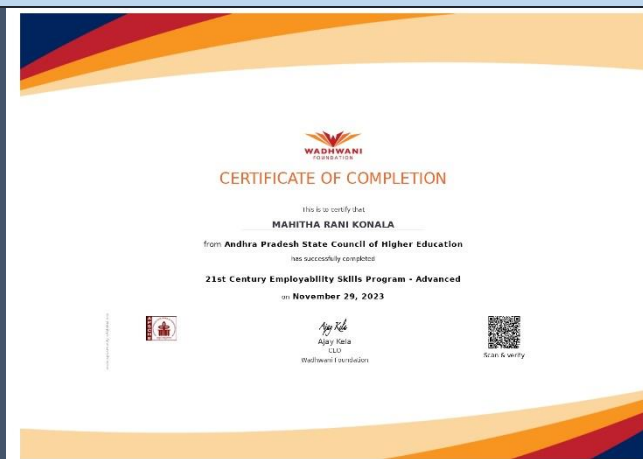 WADHWANI
FOUNDATION
CERTIFICATE OF COMPLETION
This is to certify that
MAHITHA RANI KONALA
from Andhra Pradesh State Council of Higher Education
has successfully completed
21st Century Employability Skills Program - Advanced
on November 29, 2023
Ajay Kela
Ajay Kela
CEO
Wadhwani Foundation
Scan & verify